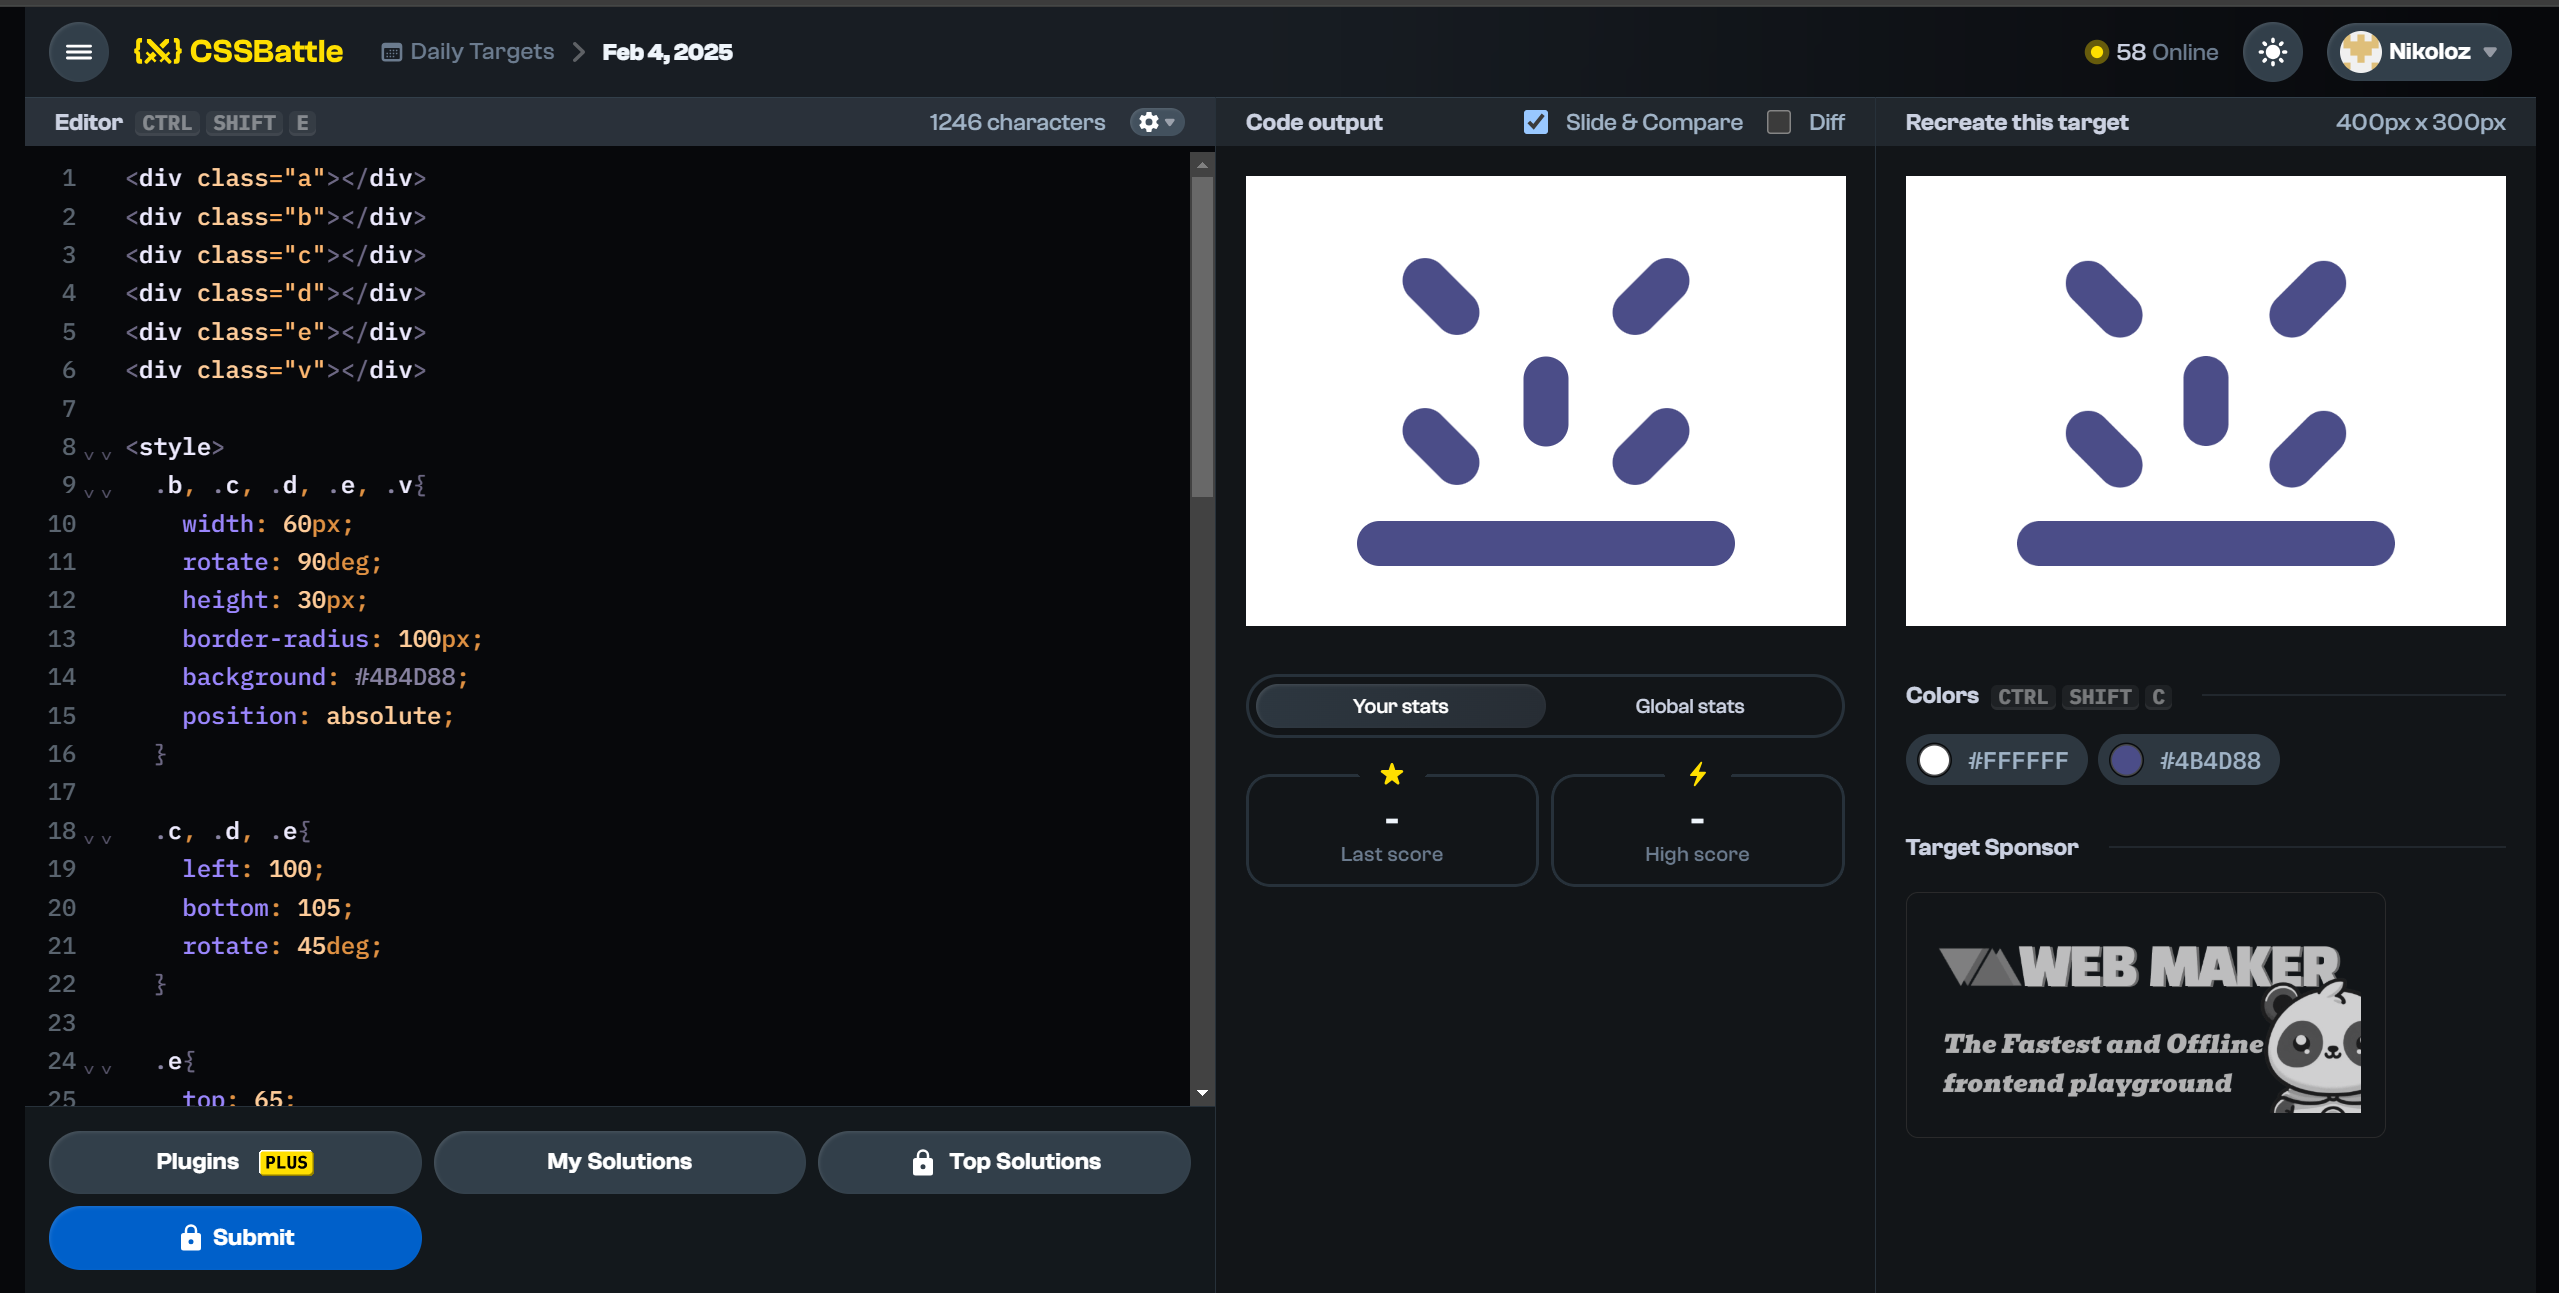 {X} CSSBattle Daily Targets > Feb 4, 2025
58 Online
Nikoloz
Editor CTRL SHIFT E
1246 characters
1 <div class="a"></div>
2 <div class="b"></div>
3 <div class="c"></div>
4 <div class="d"></div>
5 <div class="e"></div>
6 <div class="v"></div>
7
8 <style>
9 .b, .c, .d, .e, .v{
10 width: 60px;
11 rotate: 90deg;
12 height: 30px;
13 border-radius: 100px;
14 background: #4B4D88;
15 position: absolute;
16 }
17
18 .c, .d, .e{
19 left: 100;
20 bottom: 105;
21 rotate: 45deg;
22 }
23
24 .e{
25 top: 65;
Plugins PLUS
My Solutions
Top Solutions
Submit
Code output
Slide & Compare
Diff
Your stats
Global stats
-
Last score
-
High score
Recreate this target
400px x 300px
Colors CTRL SHIFT C
#FFFFFF
#4B4D88
Target Sponsor
WEB MAKER
The Fastest and Offline
frontend playground